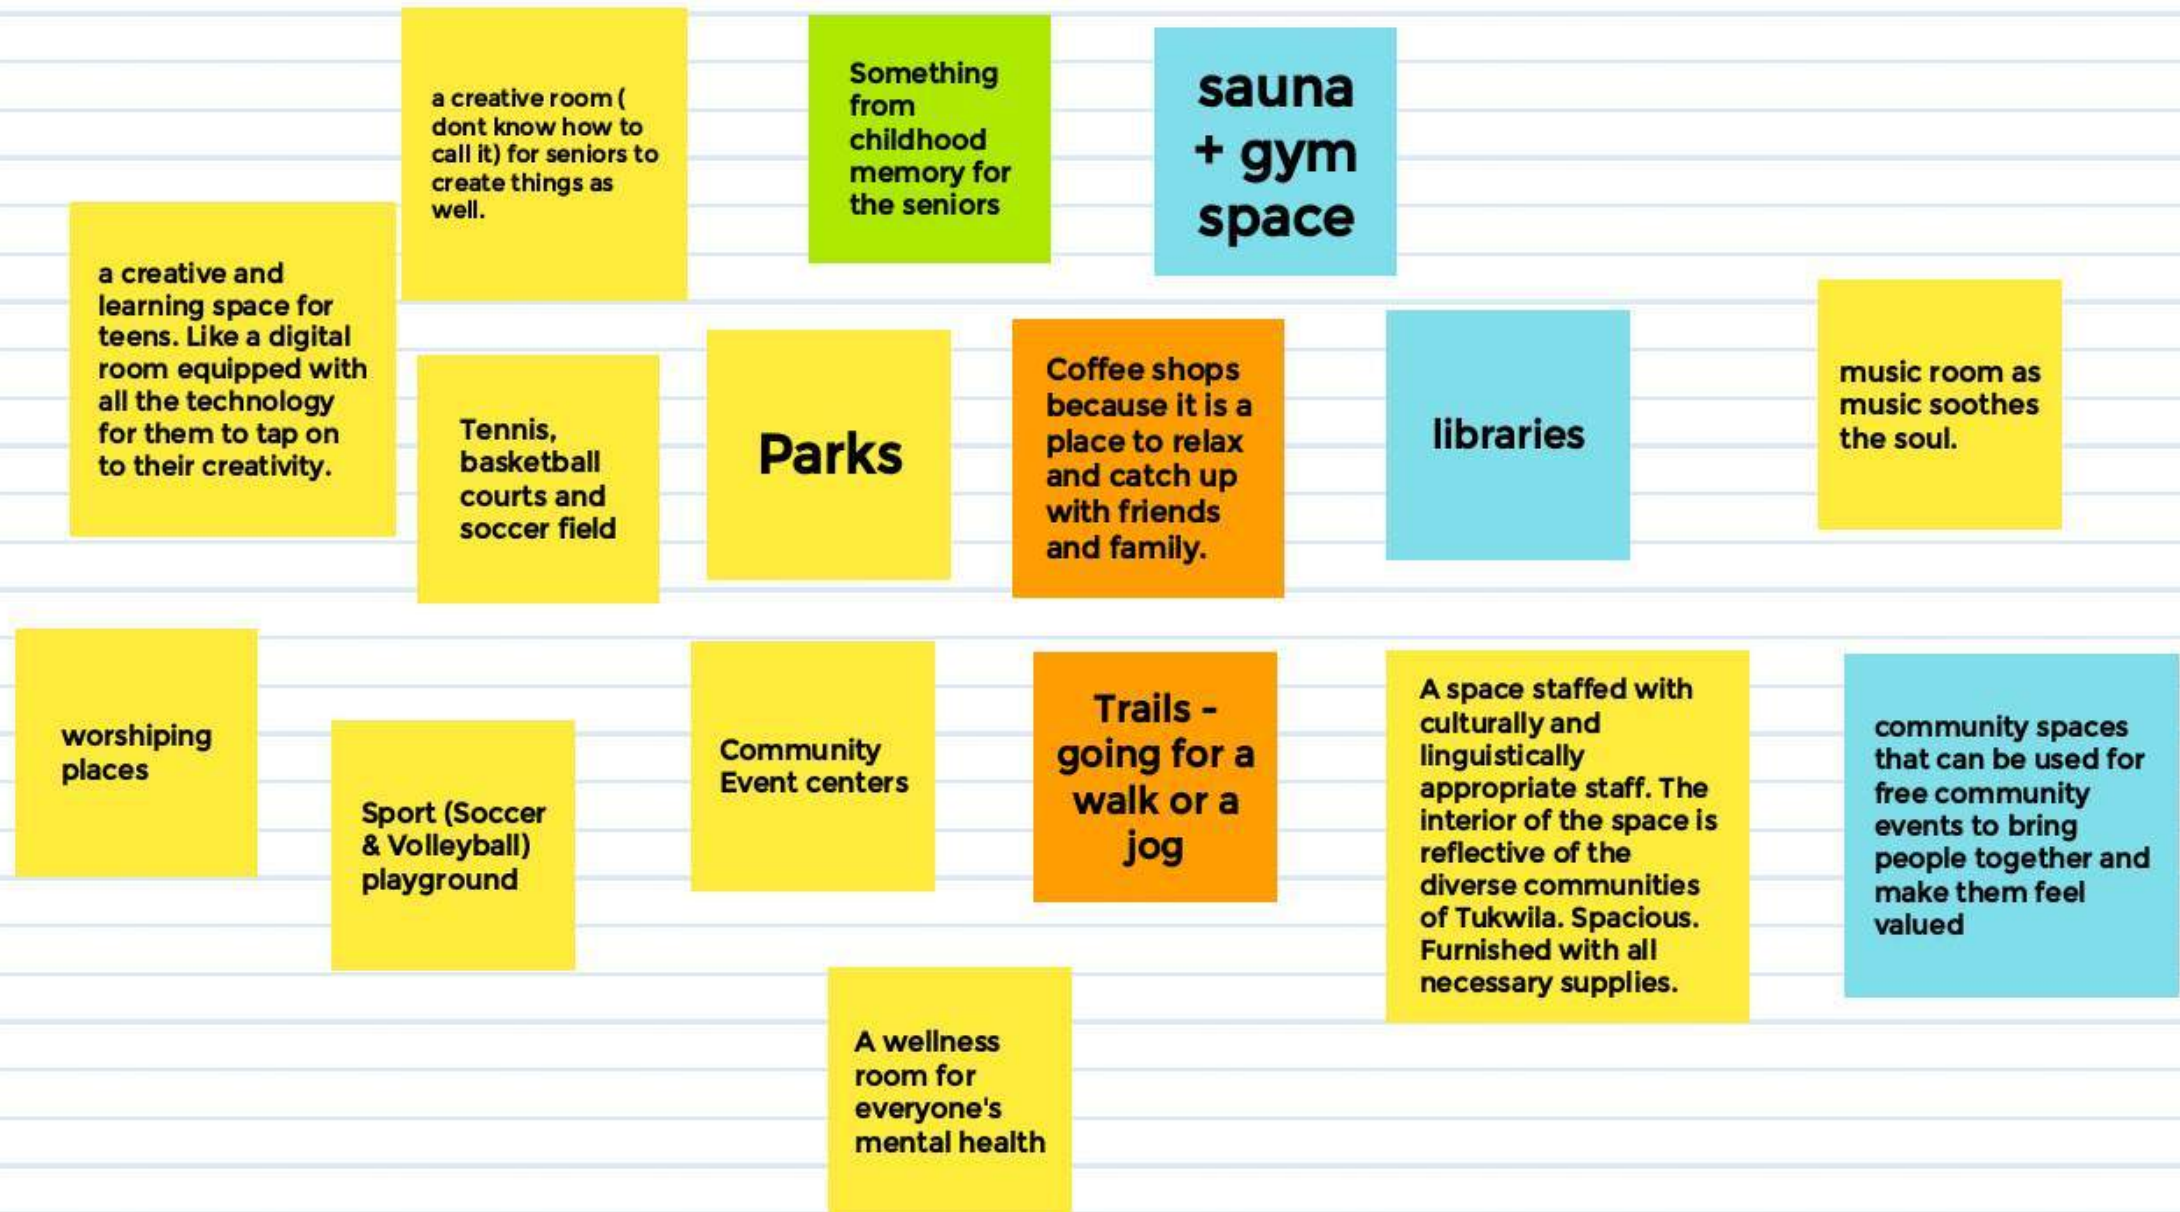 a creative room (
dont know how to
call it) for seniors to
create things as
well.
Something
from
childhood
memory for
the seniors
sauna
+ gym
space
a creative and
learning space for
teens. Like a digital
room equipped with
all the technology
for them to tap on
to their creativity.
Tennis,
basketball
courts and
soccer field
Parks
Coffee shops
because it is a
place to relax
and catch up
with friends
and family.
libraries
music room as
music soothes
the soul.
worshiping
places
Sport (Soccer
& Volleyball)
playground
Community
Event centers
Trails -
going for a
walk or a
jog
A space staffed with
culturally and
linguistically
appropriate staff. The
interior of the space is
reflective of the
diverse communities
of Tukwila. Spacious.
Furnished with all
necessary supplies.
community spaces
that can be used for
free community
events to bring
people together and
make them feel
valued
A wellness
room for
everyone's
mental health